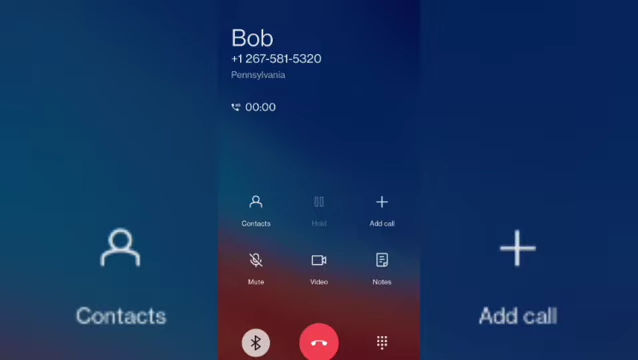 Bob
+1 267-581-5320
Pennsylvania
00:00
Contacts
Hold
Add call
Mute
Video
Notes
Contacts
Add call